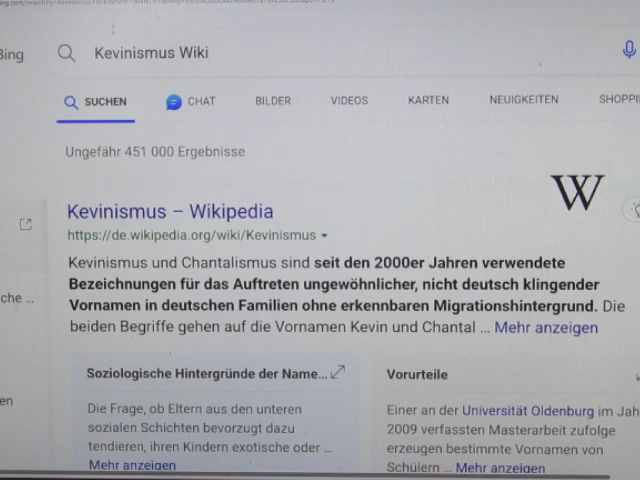 Bing
Kevinismus Wiki
SUCHEN
CHAT
BILDER
VIDEOS
KARTEN
NEUIGKEITEN
Ungefähr 451 000 Ergebnisse
W
Kevinismus – Wikipedia
https://de.wikipedia.org/wiki/Kevinismus
Kevinismus und Chantalismus sind seit den 2000er Jahren verwendete
Bezeichnungen für das Auftreten ungewöhnlicher, nicht deutsch klingender
che ...
Vornamen in deutschen Familien ohne erkennbaren Migrationshintergrund. Die
beiden Begriffe gehen auf die Vornamen Kevin und Chantal ... Mehr anzeigen
Soziologische Hintergründe der Name...
Die Frage, ob Eltern aus den unteren
sozialen Schichten bevorzugt dazu
tendieren, ihren Kindern exotische oder ...
Mehr anzeigen
Vorurteile
Einer an der Universität Oldenburg im Jah
2009 verfassten Masterarbeit zufolge
erzeugen bestimmte Vornamen von
Schülern ... Mehr anzeigen
en